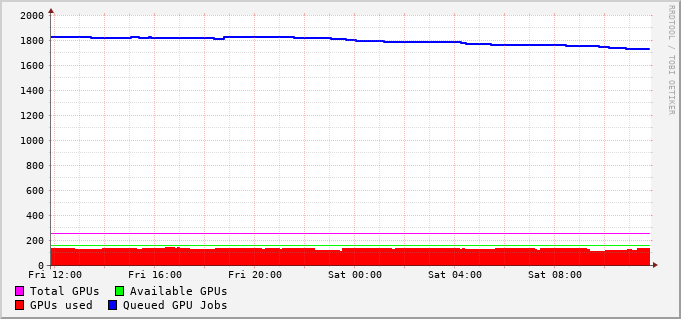 2000
1800
1600
1400
1200
1000
800
600
400
200
0
Fri 12:00 Fri 16:00 Fri 20:00 Sat 00:00 Sat 04:00 Sat 08:00
Total GPUs Available GPUs
GPUs used Queued GPU Jobs
RRDTOOL / TOBI OETIKER